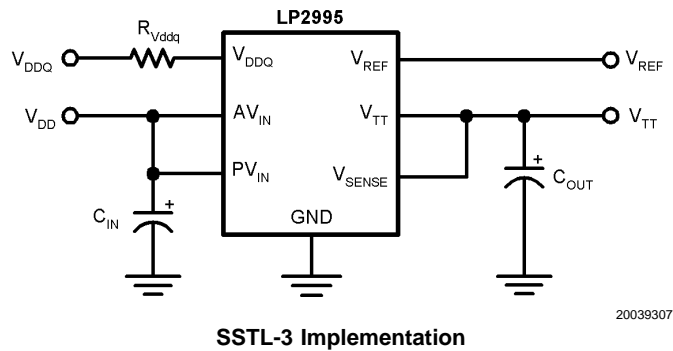 LP2995
R_Vddq
V_DDQ
V_DDQ
V_REF
V_REF
V_DD
AV_IN
V_TT
V_TT
PV_IN
V_SENSE
C_IN
+
GND
C_OUT
+
20039307
SSTL-3 Implementation